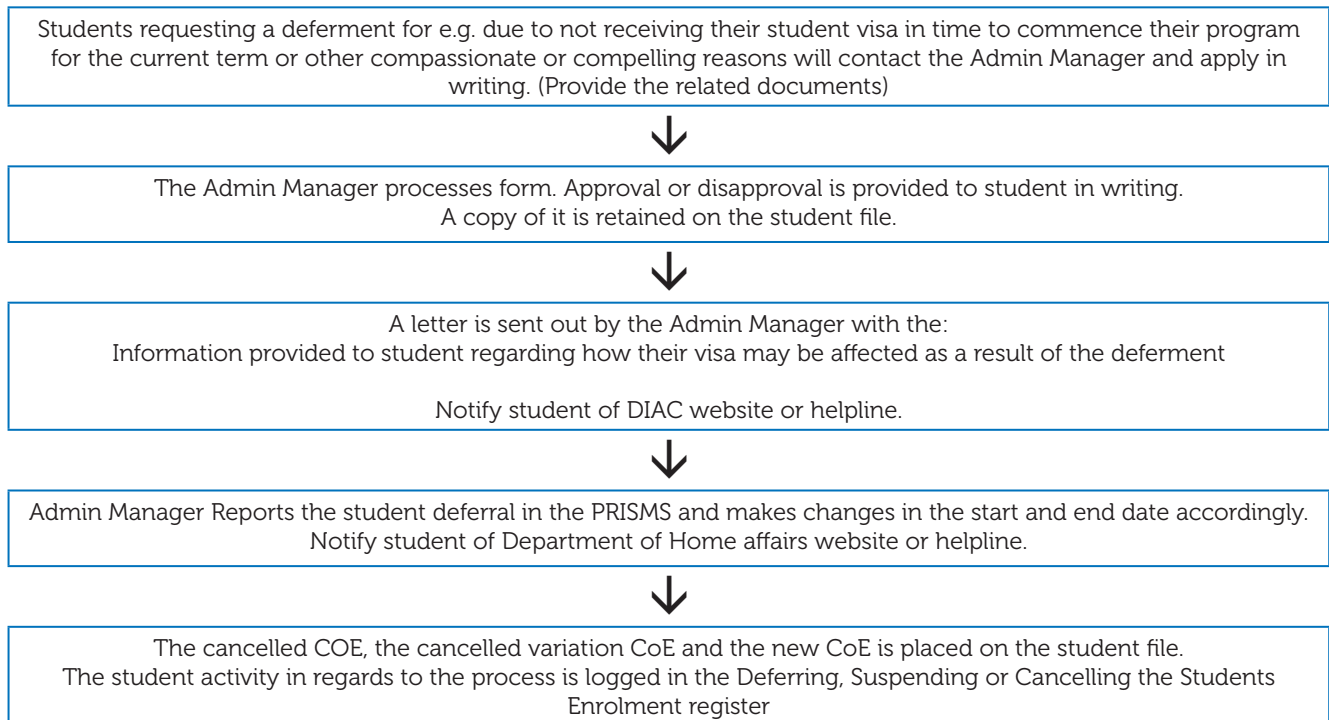 Students requesting a deferment for e.g. due to not receiving their student visa in time to commence their program
for the current term or other compassionate or compelling reasons will contact the Admin Manager and apply in
writing. (Provide the related documents)
The Admin Manager processes form. Approval or disapproval is provided to student in writing.
A copy of it is retained on the student file.
A letter is sent out by the Admin Manager with the:
Information provided to student regarding how their visa may be affected as a result of the deferment
Notify student of DIAC website or helpline.
Admin Manager Reports the student deferral in the PRISMS and makes changes in the start and end date accordingly.
Notify student of Department of Home affairs website or helpline.
The cancelled COE, the cancelled variation CoE and the new CoE is placed on the student file.
The student activity in regards to the process is logged in the Deferring, Suspending or Cancelling the Students
Enrolment register